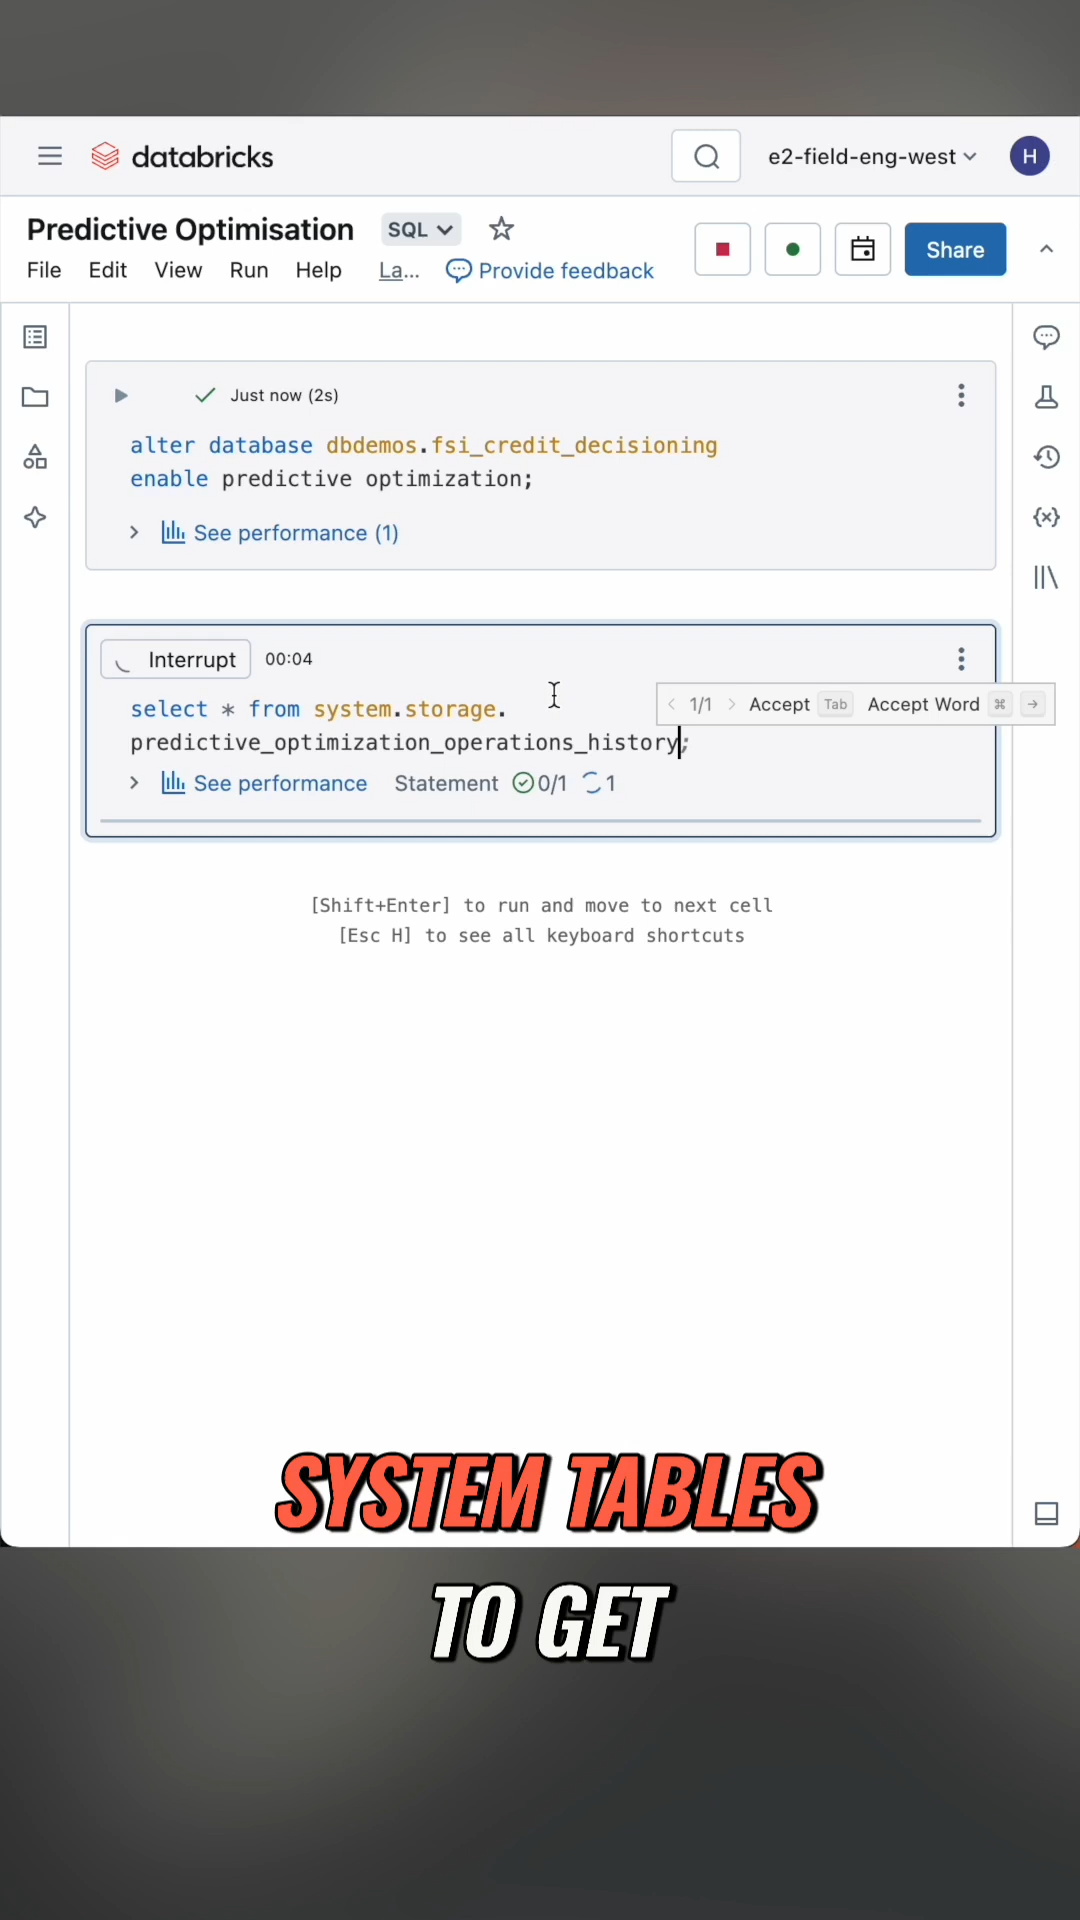 databricks
e2-field-eng-west
H
Predictive Optimisation
SQL
File Edit View Run Help La... Provide feedback
Share
Just now (2s)
alter database dbdemos.fsi_credit_decisioning
enable predictive optimization;
See performance (1)
Interrupt 00:04
select * from system.storage.
predictive_optimization_operations_history;
1/1 Accept Tab Accept Word ⌘ →
See performance Statement 0/1 1
[Shift+Enter] to run and move to next cell
[Esc H] to see all keyboard shortcuts
SYSTEM TABLES
TO GET